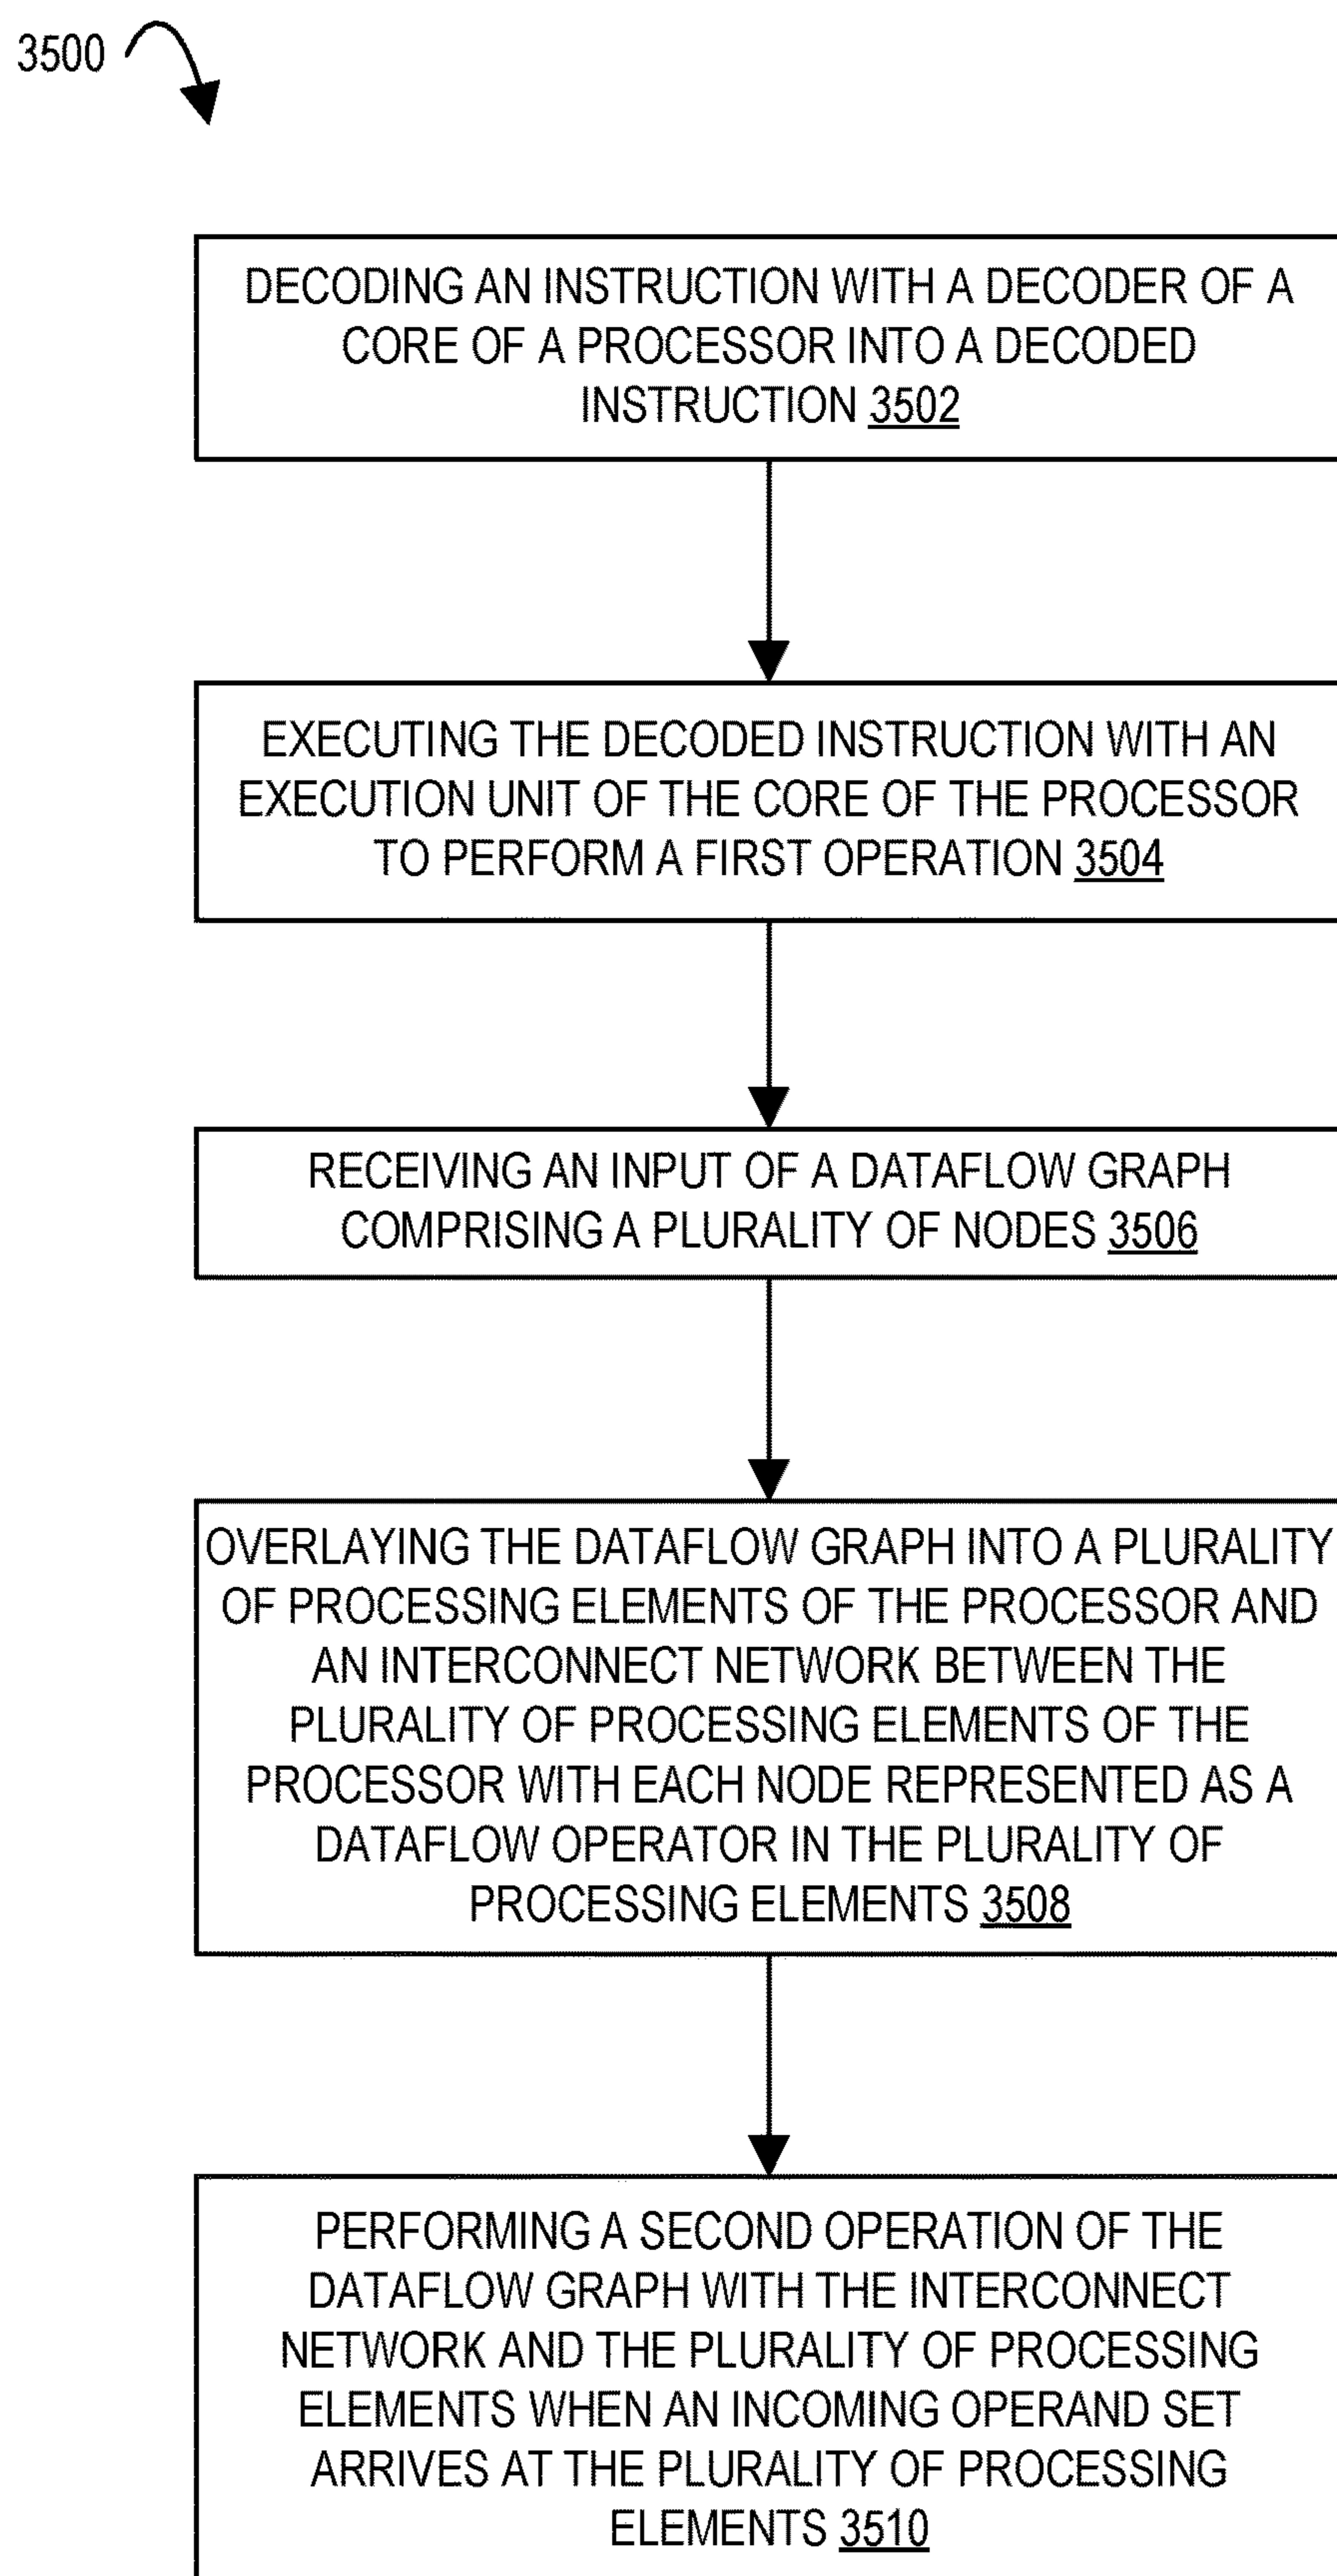 3500
DECODING AN INSTRUCTION WITH A DECODER OF A
CORE OF A PROCESSOR INTO A DECODED
INSTRUCTION 3502
EXECUTING THE DECODED INSTRUCTION WITH AN
EXECUTION UNIT OF THE CORE OF THE PROCESSOR
TO PERFORM A FIRST OPERATION 3504
RECEIVING AN INPUT OF A DATAFLOW GRAPH
COMPRISING A PLURALITY OF NODES 3506
OVERLAYING THE DATAFLOW GRAPH INTO A PLURALITY
OF PROCESSING ELEMENTS OF THE PROCESSOR AND
AN INTERCONNECT NETWORK BETWEEN THE
PLURALITY OF PROCESSING ELEMENTS OF THE
PROCESSOR WITH EACH NODE REPRESENTED AS A
DATAFLOW OPERATOR IN THE PLURALITY OF
PROCESSING ELEMENTS 3508
PERFORMING A SECOND OPERATION OF THE
DATAFLOW GRAPH WITH THE INTERCONNECT
NETWORK AND THE PLURALITY OF PROCESSING
ELEMENTS WHEN AN INCOMING OPERAND SET
ARRIVES AT THE PLURALITY OF PROCESSING
ELEMENTS 3510